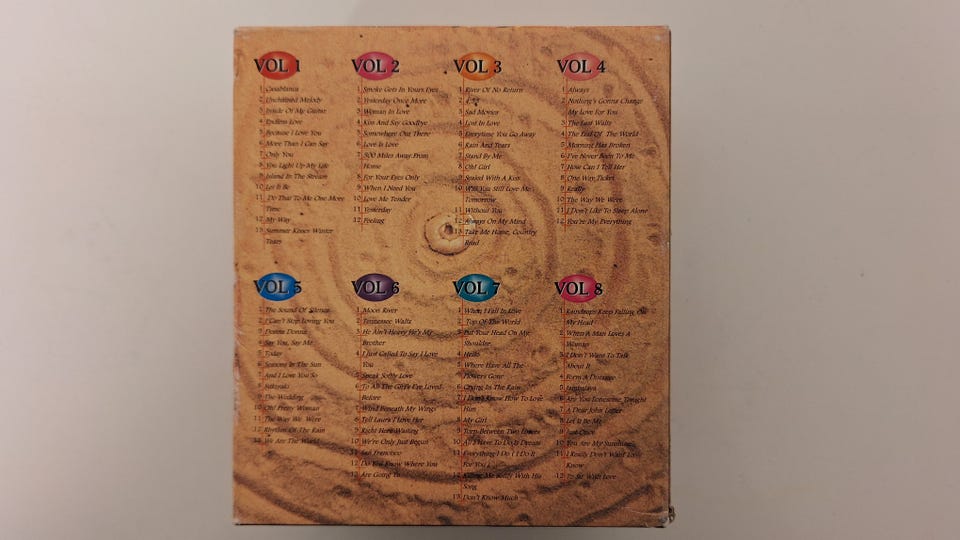 VOL 1
1 Casablanca
2 Unchained Melody
3 Inside Of My Guitar
4 Endless Love
5 Because I Love You
6 More Than I Can Say
7 Only You
8 You Light Up My Life
9 Island In The Stream
10 Let It Be
11 Do That To Me One More
Time
12 My Way
13 Summer Kisses Winter
Tears
VOL 2
1 Smoke Gets In Yours Eyes
2 Yesterday Once More
3 Woman In Love
4 Kiss And Say Goodbye
5 Somewhere Out There
6 Love Is Love
7 500 Miles Away From
Home
8 For Your Eyes Only
9 When I Need You
10 Love Me Tender
11 Yesterday
12 Feeling
VOL 3
1 River Of No Return
2
3 Sad Movies
4 Lost In Love
5 Everytime You Go Away
6 Rain And Tears
7 Stand By Me
8 Oh! Girl
9 Sealed With A Kiss
10 Will You Still Love Me
Tomorrow
11 Without You
12 Always On My Mind
13 Take Me Home, Country
Road
VOL 4
1 Always
2 Nothing's Gonna Change
My Love For You
3 The Last Waltz
4 The End Of The World
5 Morning Has Broken
6 I've Never Been To Me
7 How Can I Tell Her
8 One Way Ticket
9 Really
10 The Way We Were
11 I Don't Like To Sleep Alone
12 You're My Everything
VOL 5
1 The Sound Of Silence
2 I Can't Stop Loving You
3 Donna Donna
4 Say You, Say Me
5 Today
6 Seasons In The Sun
7 And I Love You So
8 Sukiyaki
9 The Wedding
10 Oh! Pretty Woman
11 The Way We Were
12 Rhythm Of The Rain
13 We Are The World
VOL 6
1 Moon River
2 Tennessee Waltz
3 He Ain't Heavy He's My
Brother
4 I Just Called To Say I Love
You
5 Speak Softly Love
6 To All The Girls I've Loved
Before
7 Wind Beneath My Wings
8 Tell Laura I Love Her
9 Right Here Waiting
10 We're Only Just Begun
11 San Francisco
12 Do You Know Where You
12 Are Going To
VOL 7
1 When I Fall In Love
2 Top Of The World
3 Put Your Head On My
Shoulder
4 Hello
5 Where Have All The
Flowers Gone
6 Crying In The Rain
7 I Don't Know How To Love
Him
8 My Girl
9 Torn Between Two Lovers
10 All I Have To Do Is Dream
11 Everything I Do ( I Do It
For You )
12 Killing Me Softly With His
Song
13 Don't Know Much
VOL 8
1 Raindrops Keep Falling On
My Head
2 When A Man Loves A
Woman
3 I Don't Want To Talk
About It
4
5 Jambalaya
6 Are You Lonesome Tonight
7 A Dear John Letter
8 Let It Be Me
9 Just Once
10 You Are My Sunshine
11 I Really Don't Want To
Know
12 To Sir With Love